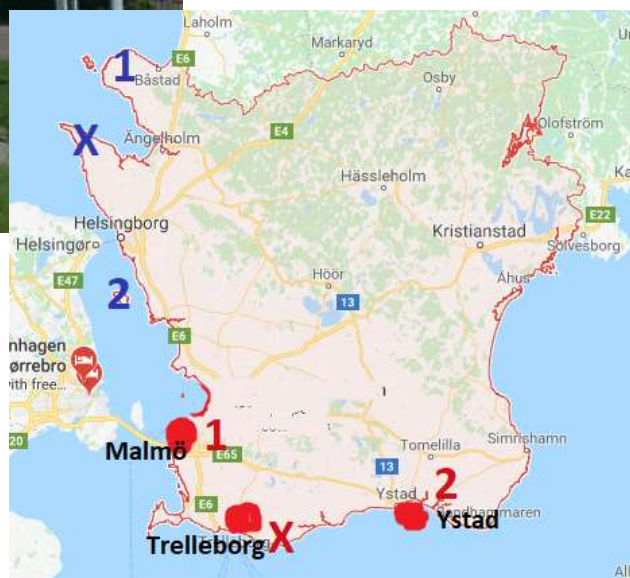 Laholm
E6
Markaryd
1
Båstad
Osby
X
Ängelholm
E4
Olofström
Hässleholm
E22
Helsingborg
Helsingør
Kristianstad
Sölvesborg
E47
2
Höör
Åhus
13
E6
nhagen
ørrebro
with free...
20
Malmö
1
E65
Tomelilla
Simrishamn
13
E6
Ystad
2
Sandhammaren
Ystad
Trelleborg
X